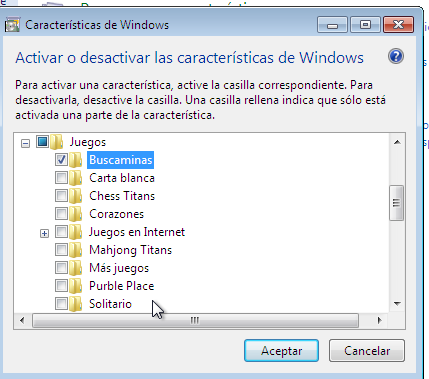 Características de Windows
Activar o desactivar las características de Windows
Para activar una característica, active la casilla correspondiente. Para
desactivarla, desactive la casilla. Una casilla rellena indica que sólo está
activada una parte de la característica.
Juegos
Buscaminas
Carta blanca
Chess Titans
Corazones
Juegos en Internet
Mahjong Titans
Más juegos
Purble Place
Solitario
Aceptar
Cancelar